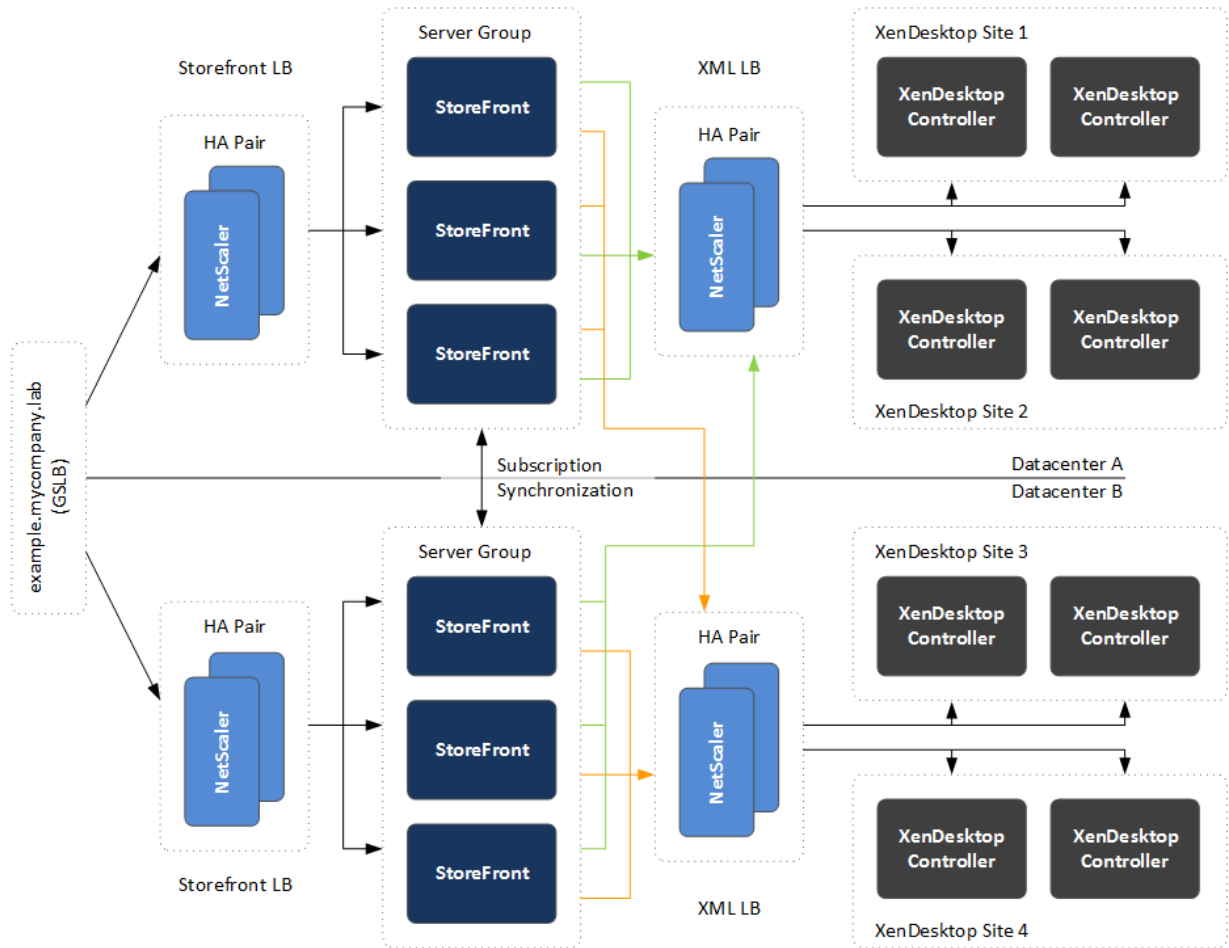 Server Group
XenDesktop Site 1
Storefront LB
XML LB
StoreFront
XenDesktop
Controller
XenDesktop
Controller
HA Pair
HA Pair
NetScaler
StoreFront
NetScaler
XenDesktop
Controller
XenDesktop
Controller
StoreFront
XenDesktop Site 2
example.mycompany.lab
(GSLB)
Subscription
Synchronization
Datacenter A
Datacenter B
Server Group
XenDesktop Site 3
StoreFront
XenDesktop
Controller
XenDesktop
Controller
HA Pair
HA Pair
NetScaler
StoreFront
NetScaler
StoreFront
XenDesktop
Controller
XenDesktop
Controller
Storefront LB
XML LB
XenDesktop Site 4